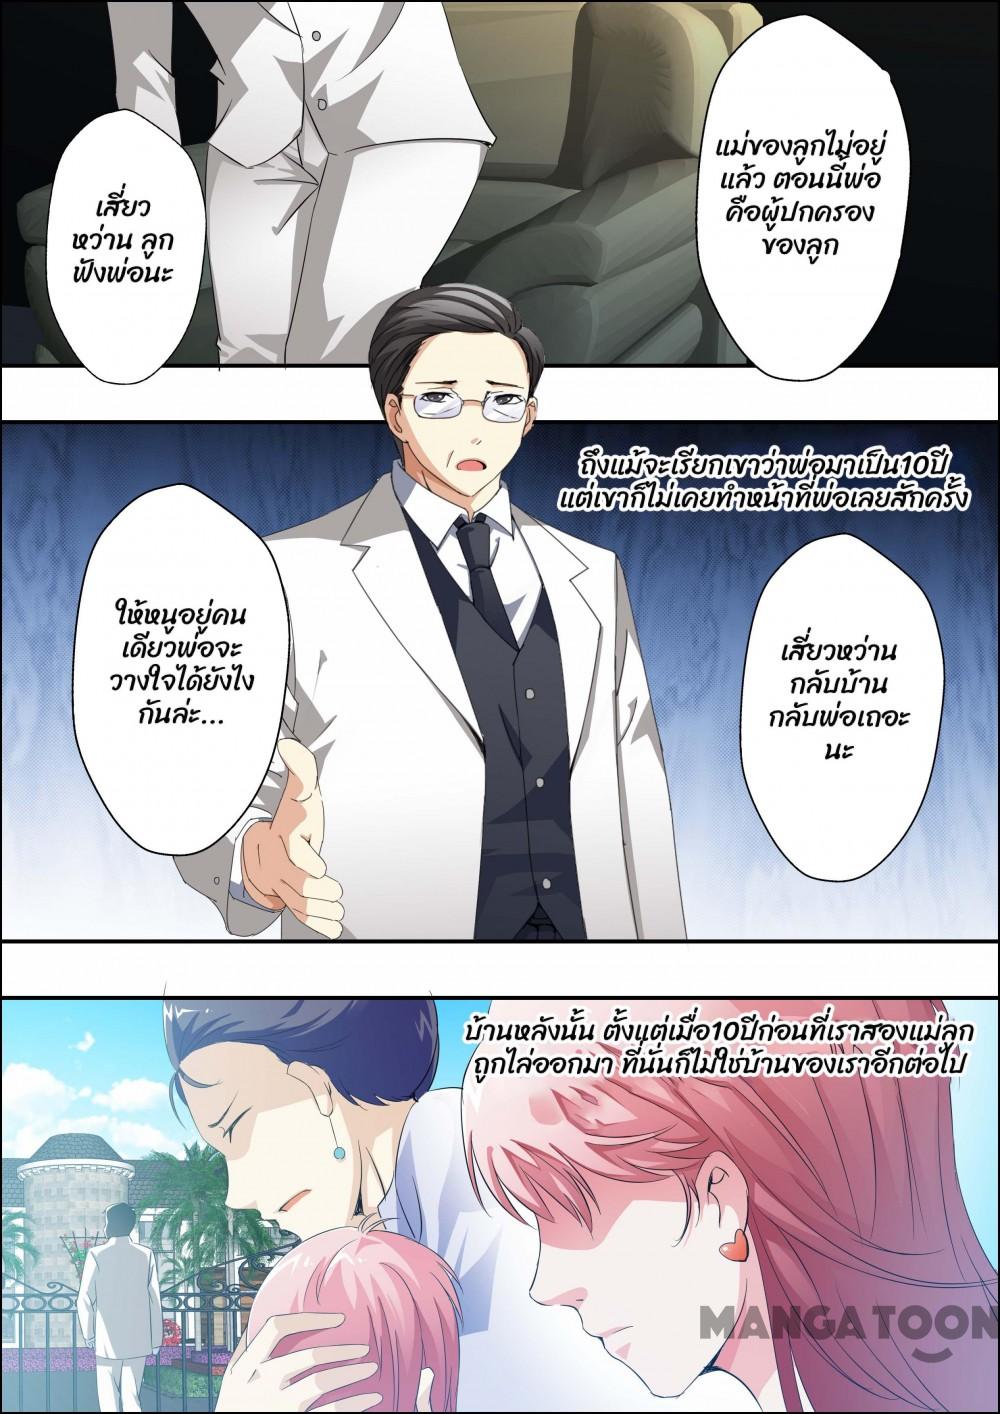 แม่ของลูกไม่อยู่
แล้ว ตอนนี้พ่อ
คือผู้ปกครอง
ของลูก
เสี่ยว
หว่าน ลูก
ฟังพ่อนะ
ถึงแม้จะเรียกเขาว่าพ่อมาเป็น10ปี
แต่เขาก็ไม่เคยทำหน้าที่พ่อเลยสักครั้ง
ให้หนูอยู่คน
เดียวพ่อจะ
วางใจได้ยังไง
กันล่ะ...
เสี่ยวหว่าน
กลับบ้าน
กลับพ่อเถอะ
นะ
บ้านหลังนั้น ตั้งแต่เมื่อ10ปีก่อนที่เราสองแม่ลูก
ถูกไล่ออกมา ที่นั่นก็ไม่ใช่บ้านของเราอีกต่อไป
MANGATOON